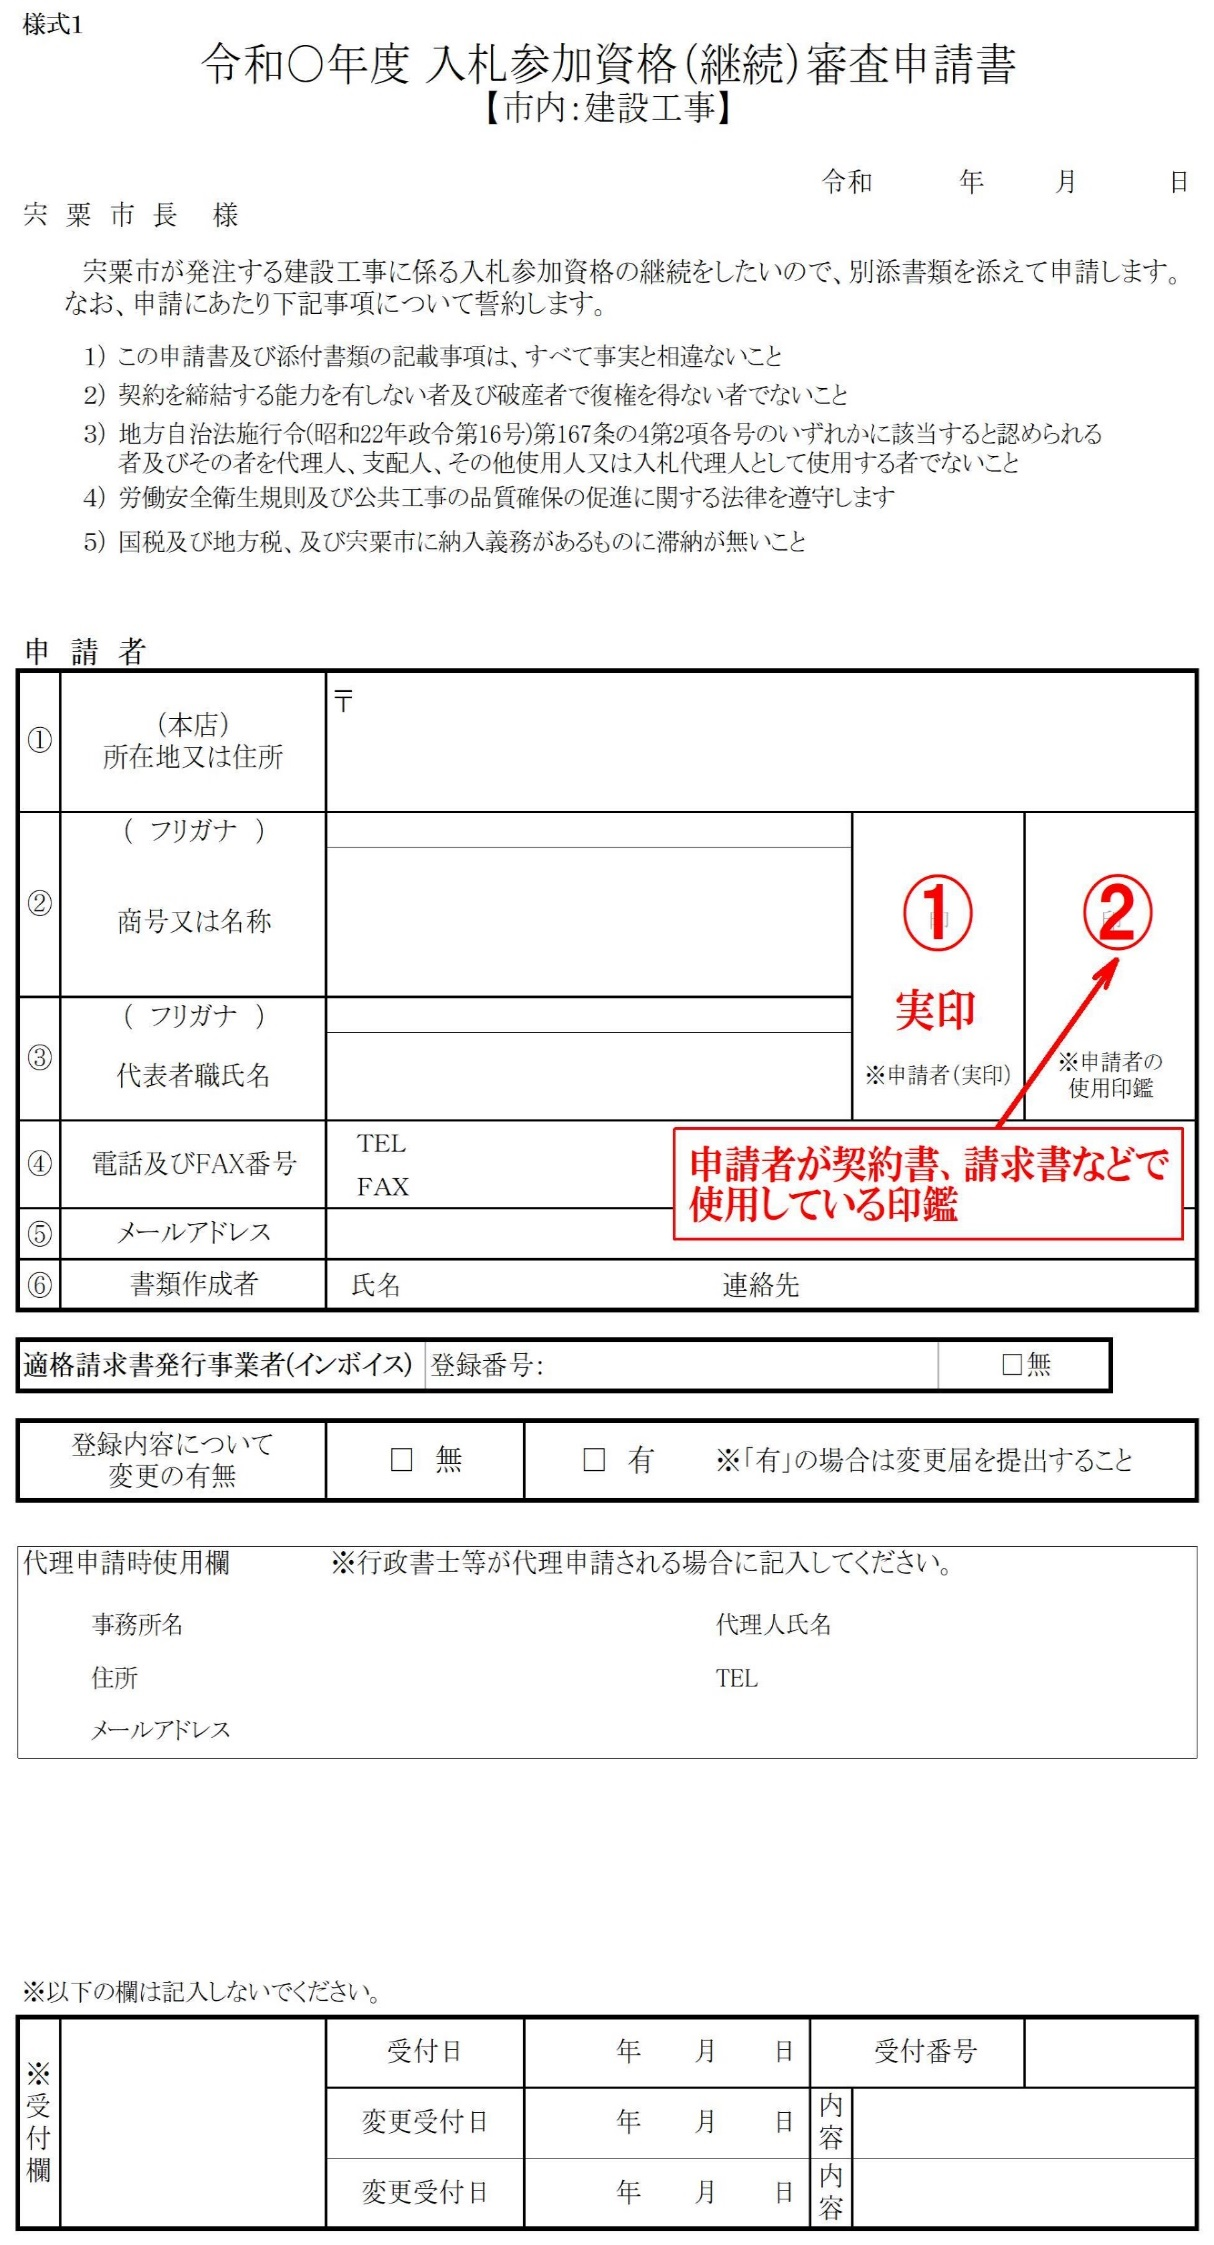 様式1
令和〇年度 入札参加資格(継続)審査申請書
【市内:建設工事】
令和 年 月 日
宍 粟 市 長 様
宍粟市が発注する建設工事に係る入札参加資格の継続をしたいので、別添書類を添えて申請します。
なお、申請にあたり下記事項について誓約します。
1) この申請書及び添付書類の記載事項は、すべて事実と相違ないこと
2) 契約を締結する能力を有しない者及び破産者で復権を得ない者でないこと
3) 地方自治法施行令(昭和22年政令第16号)第167条の4第2項各号のいずれかに該当すると認められる
者及びその者を代理人、支配人、その他使用人又は入札代理人として使用する者でないこと
4) 労働安全衛生規則及び公共工事の品質確保の促進に関する法律を遵守します
5) 国税及び地方税、及び宍粟市に納入義務があるものに滞納が無いこと
申 請 者
① (本店)
所在地又は住所
〒
② ( フリガナ )
商号又は名称
③ ( フリガナ )
代表者職氏名
① 印
実印
※申請者(実印)
② 印
※申請者の
使用印鑑
④ 電話及びFAX番号
TEL
FAX
申請者が契約書、請求書などで
使用している印鑑
⑤ メールアドレス
⑥ 書類作成者 氏名 連絡先
適格請求書発行事業者(インボイス) 登録番号: □無
登録内容について
変更の有無
□ 無 □ 有 ※「有」の場合は変更届を提出すること
代理申請時使用欄 ※行政書士等が代理申請される場合に記入してください。
事務所名 代理人氏名
住所 TEL
メールアドレス
※以下の欄は記入しないでください。
※受付欄
受付日 年 月 日 受付番号
変更受付日 年 月 日 内容
変更受付日 年 月 日 内容